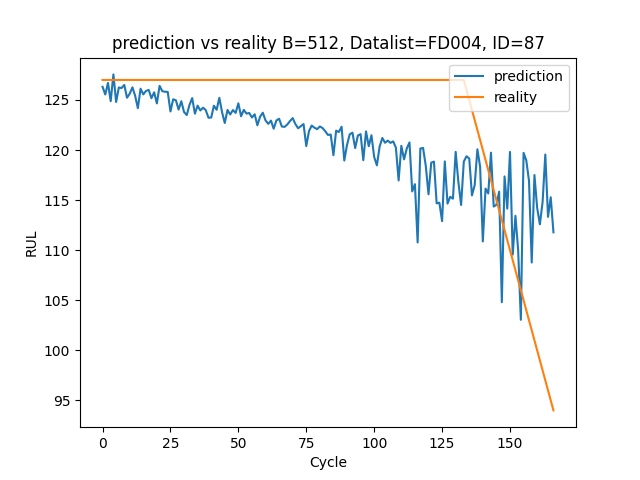 prediction vs reality B=512, Datalist=FD004, ID=87
prediction
reality
125
120
115
110
105
100
95
RUL
0 25 50 75 100 125 150
Cycle